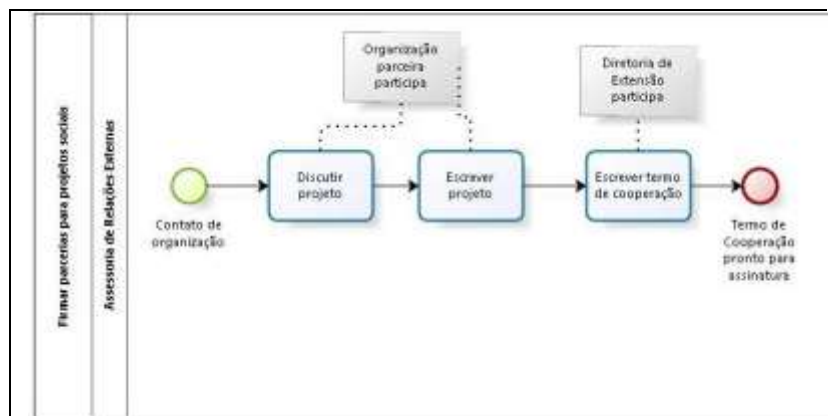 Firmar parcerias para projetos sociais
Assessoria de Relações Externas
Organização
parceira
participa
Diretoria de
Extensão
participa
Discutir
projeto
Escrever
projeto
Escrever termo
de cooperação
Contato de
organização
Termo de
Cooperação
pronto para
assinatura